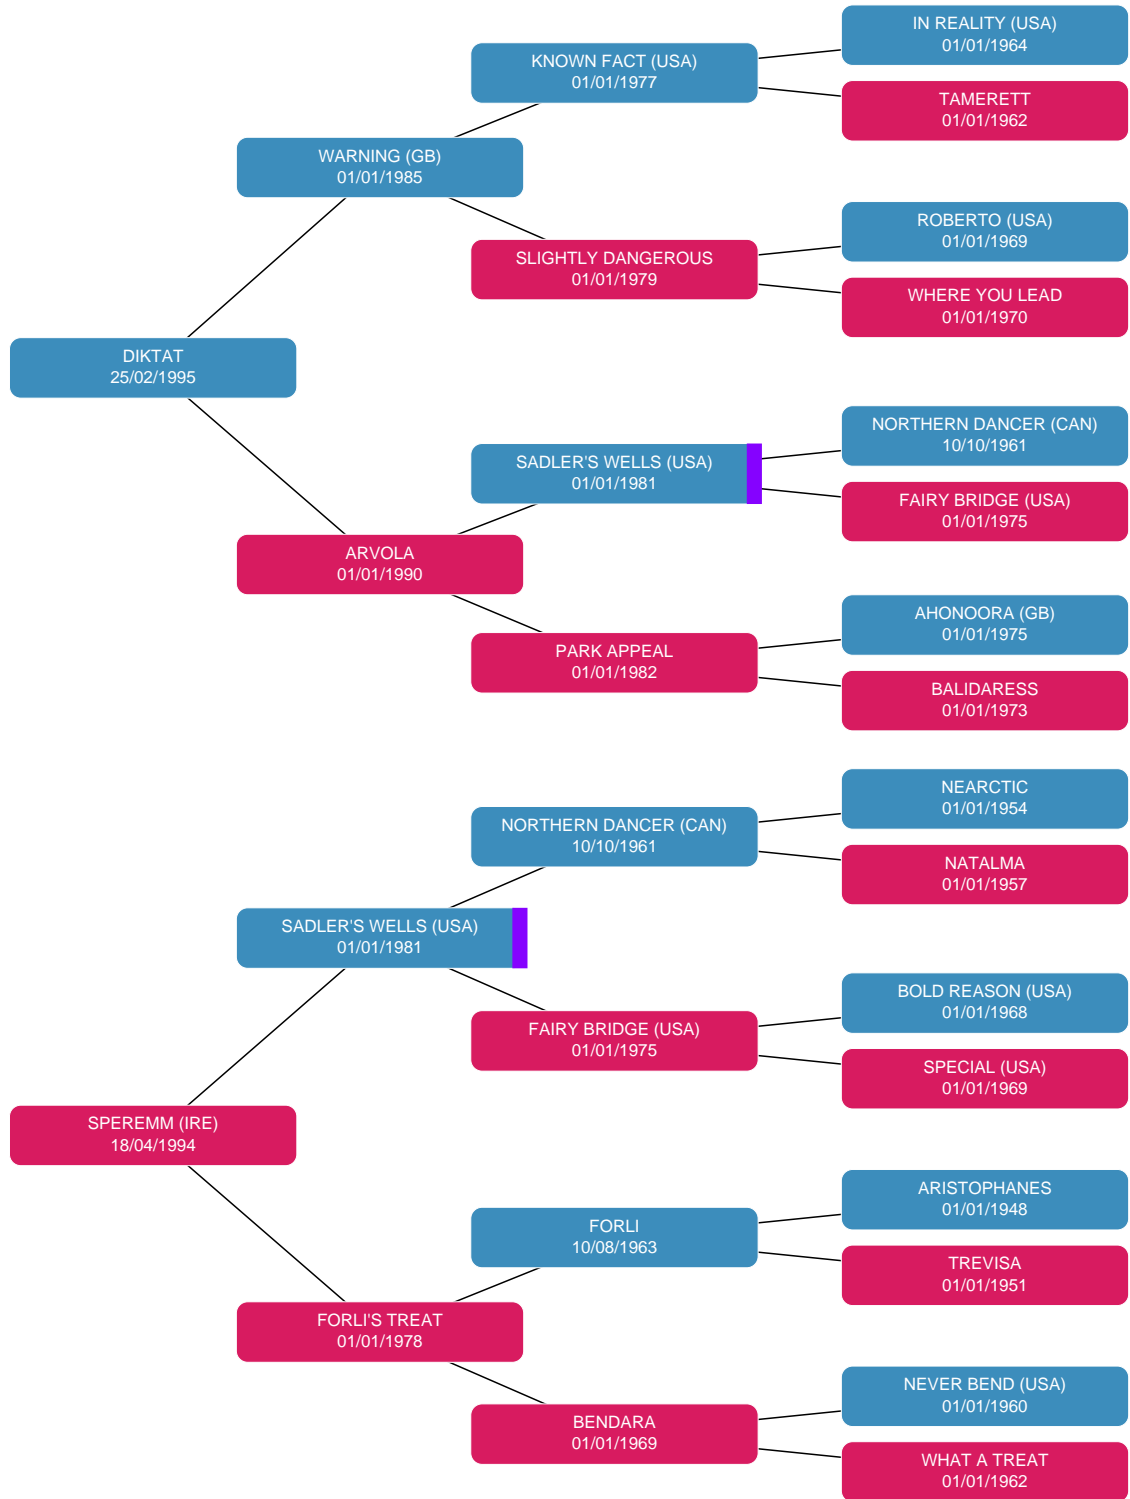 IN REALITY (USA)
01/01/1964
KNOWN FACT (USA)
01/01/1977
TAMERETT
01/01/1962
WARNING (GB)
01/01/1985
ROBERTO (USA)
01/01/1969
SLIGHTLY DANGEROUS
01/01/1979
WHERE YOU LEAD
01/01/1970
DIKTAT
25/02/1995
NORTHERN DANCER (CAN)
10/10/1961
SADLER'S WELLS (USA)
01/01/1981
FAIRY BRIDGE (USA)
01/01/1975
ARVOLA
01/01/1990
AHONOORA (GB)
01/01/1975
PARK APPEAL
01/01/1982
BALIDARESS
01/01/1973
NEARCTIC
01/01/1954
NORTHERN DANCER (CAN)
10/10/1961
NATALMA
01/01/1957
SADLER'S WELLS (USA)
01/01/1981
BOLD REASON (USA)
01/01/1968
FAIRY BRIDGE (USA)
01/01/1975
SPECIAL (USA)
01/01/1969
SPEREMM (IRE)
18/04/1994
ARISTOPHANES
01/01/1948
FORLI
10/08/1963
TREVISA
01/01/1951
FORLI'S TREAT
01/01/1978
NEVER BEND (USA)
01/01/1960
BENDARA
01/01/1969
WHAT A TREAT
01/01/1962